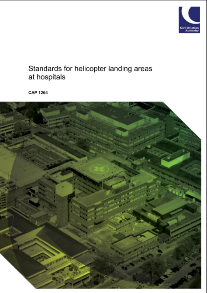 Standards for helicopter landing areas
at hospitals
CAP 1264